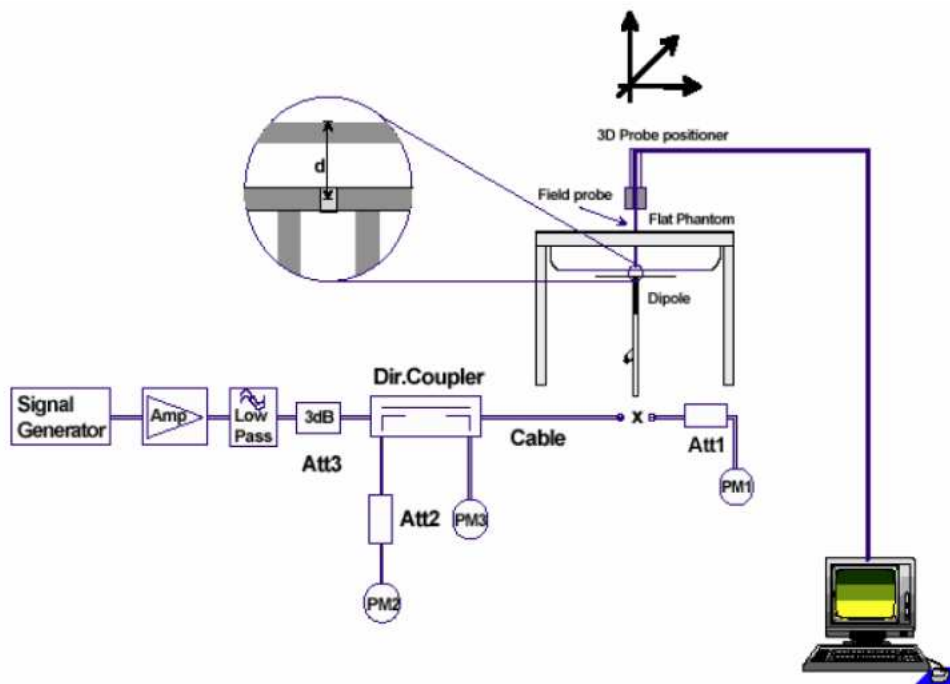 3D Probe positioner
d
Field probe
Flat Phantom
Dipole
Dir.Coupler
Signal
Generator
Amp
Low
Pass
3dB
Cable
x
Att3
Att1
PM1
Att2
PM3
PM2